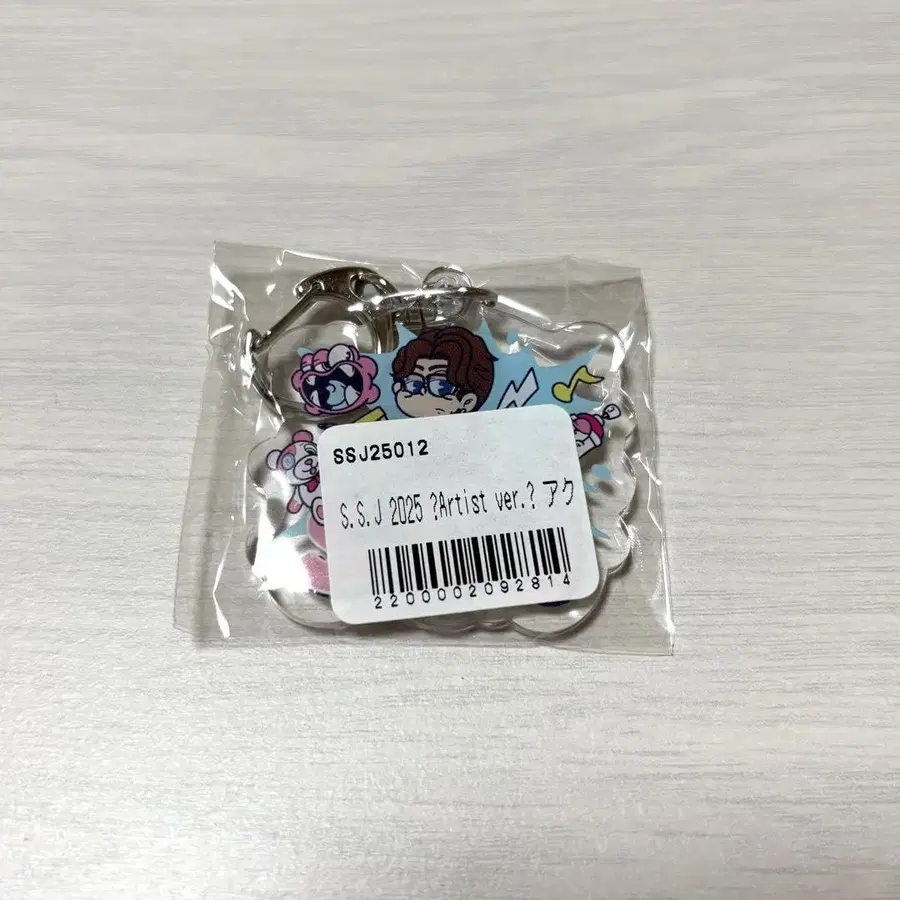 SSJ25012
S.S.J 2025 ?Artist ver.? アク
2200002092814